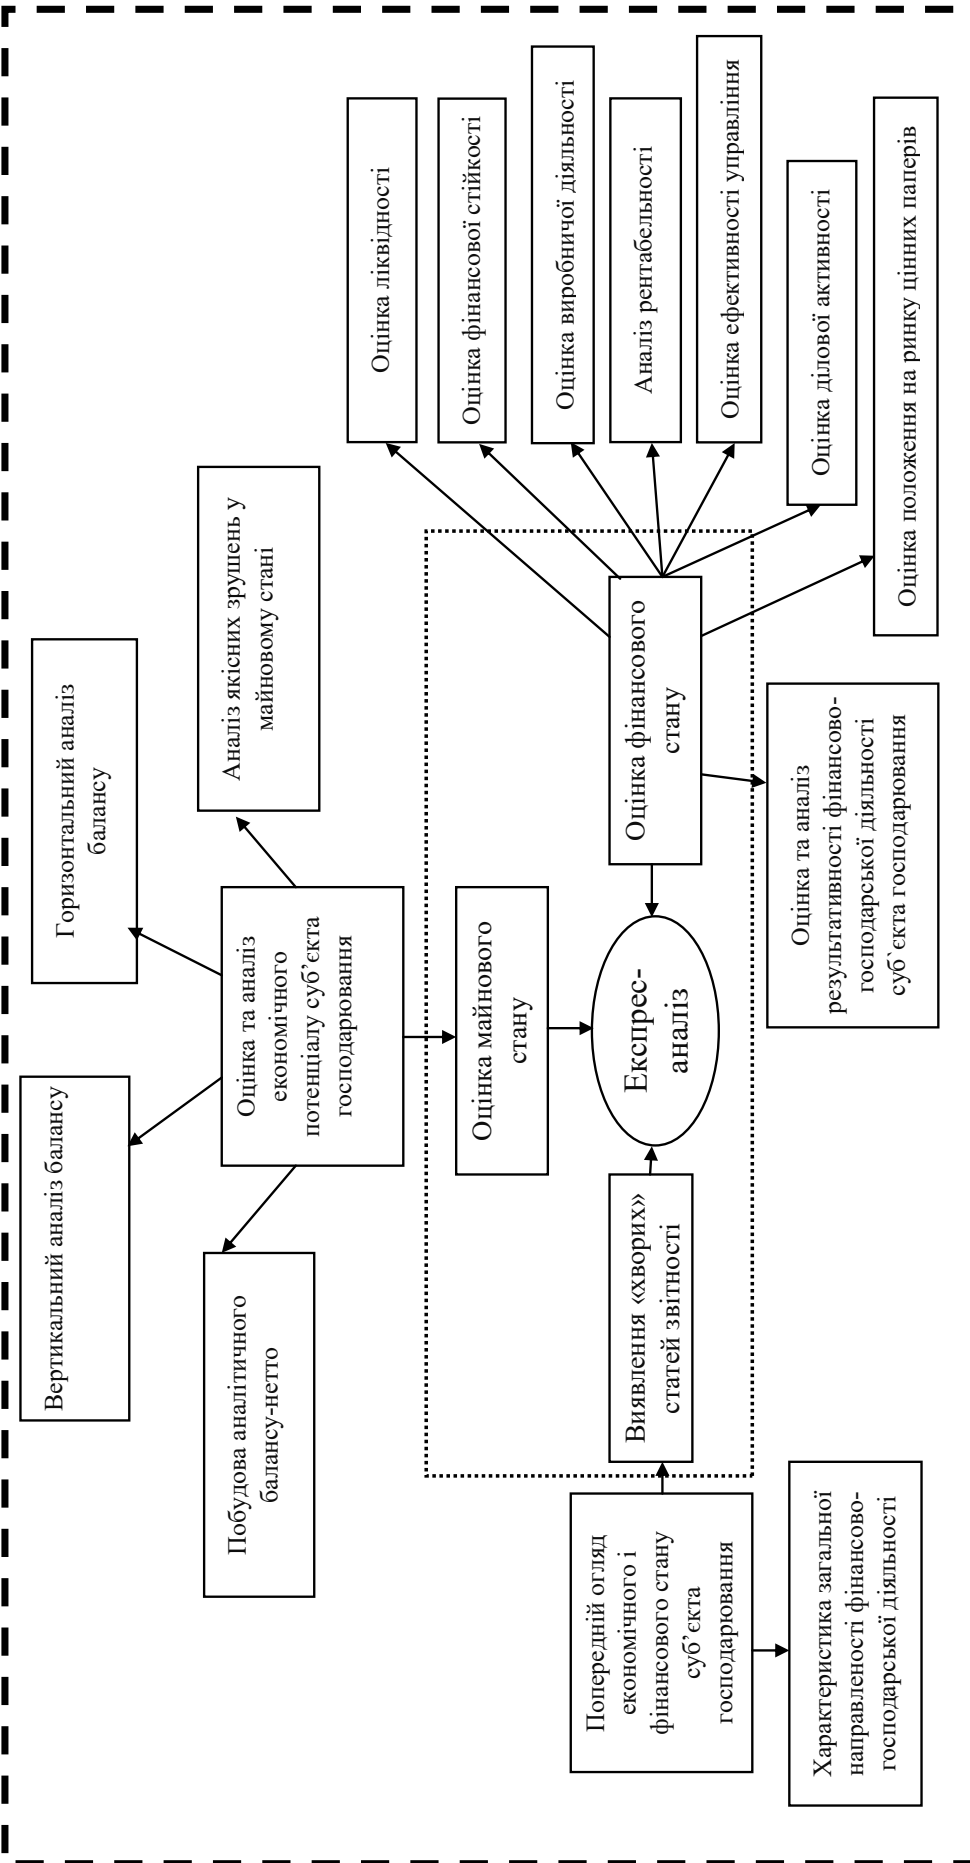 Вертикальний аналіз балансу
Горизонтальний аналіз
балансу
Побудова аналітичного
балансу-нетто
Оцінка та аналіз
економічного
потенціалу суб’єкта
господарювання
Аналіз якісних зрушень у
майновому стані
Оцінка майнового
стану
Оцінка ліквідності
Оцінка фінансової стійкості
Оцінка виробничої діяльності
Аналіз рентабельності
Оцінка ефективності управління
Оцінка ділової активності
Оцінка положення на ринку цінних паперів
Попередній огляд
економічного і
фінансового стану
суб’єкта
господарювання
Виявлення «хворих»
статей звітності
Експрес-
аналіз
Оцінка фінансового
стану
Характеристика загальної
направленості фінансово-
господарської діяльності
Оцінка та аналіз
результативності фінансово-
господарської діяльності
суб`єкта господарювання